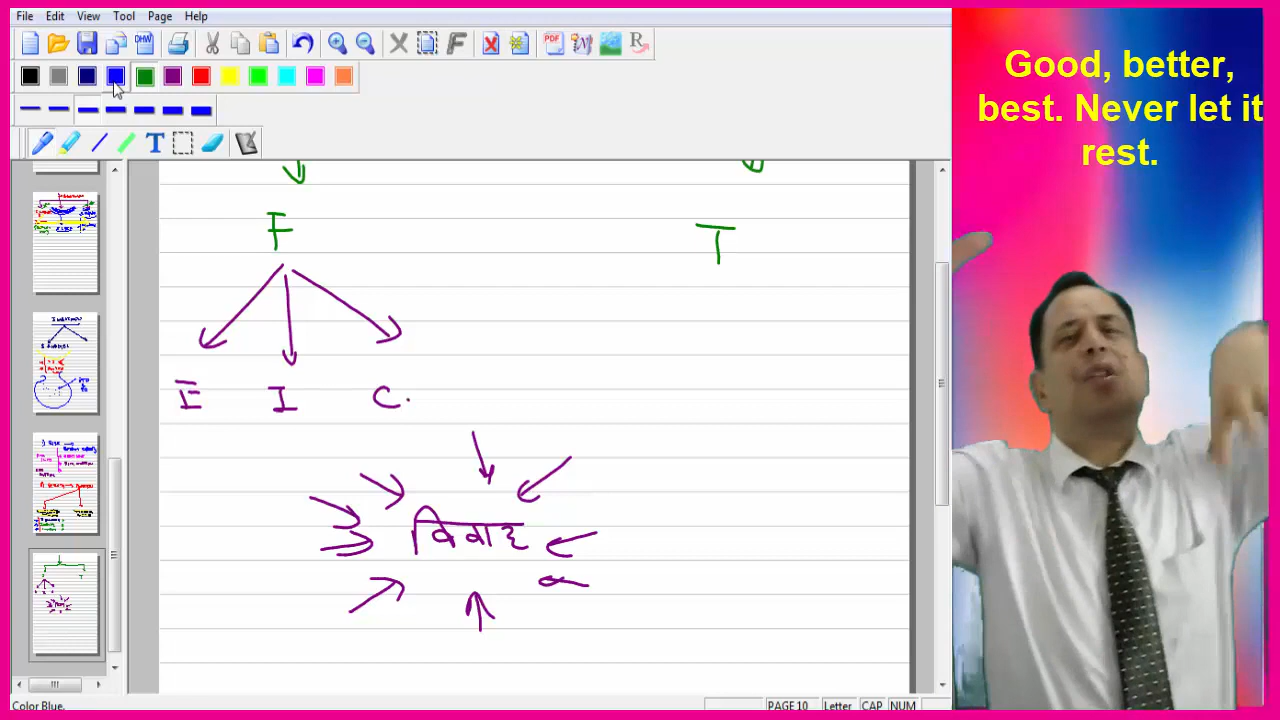 File Edit View Tool Page Help
PDF
F
T
E I C.
विवाह
Color Blue.
PAGE 10 Letter CAP NUM
Good, better,
best. Never let it
rest.